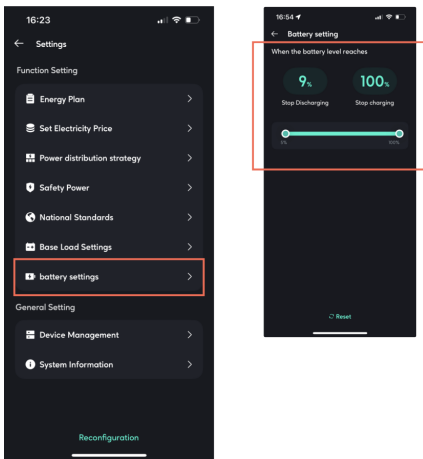 16:23
Settings
Function Setting
Energy Plan
Set Electricity Price
Power distribution strategy
Safety Power
National Standards
Base Load Settings
battery settings
General Setting
Device Management
System Information
Reconfiguration
16:54
Battery setting
When the battery level reaches
9% 100%
Stop Discharging Stop charging
0% 100%
Reset